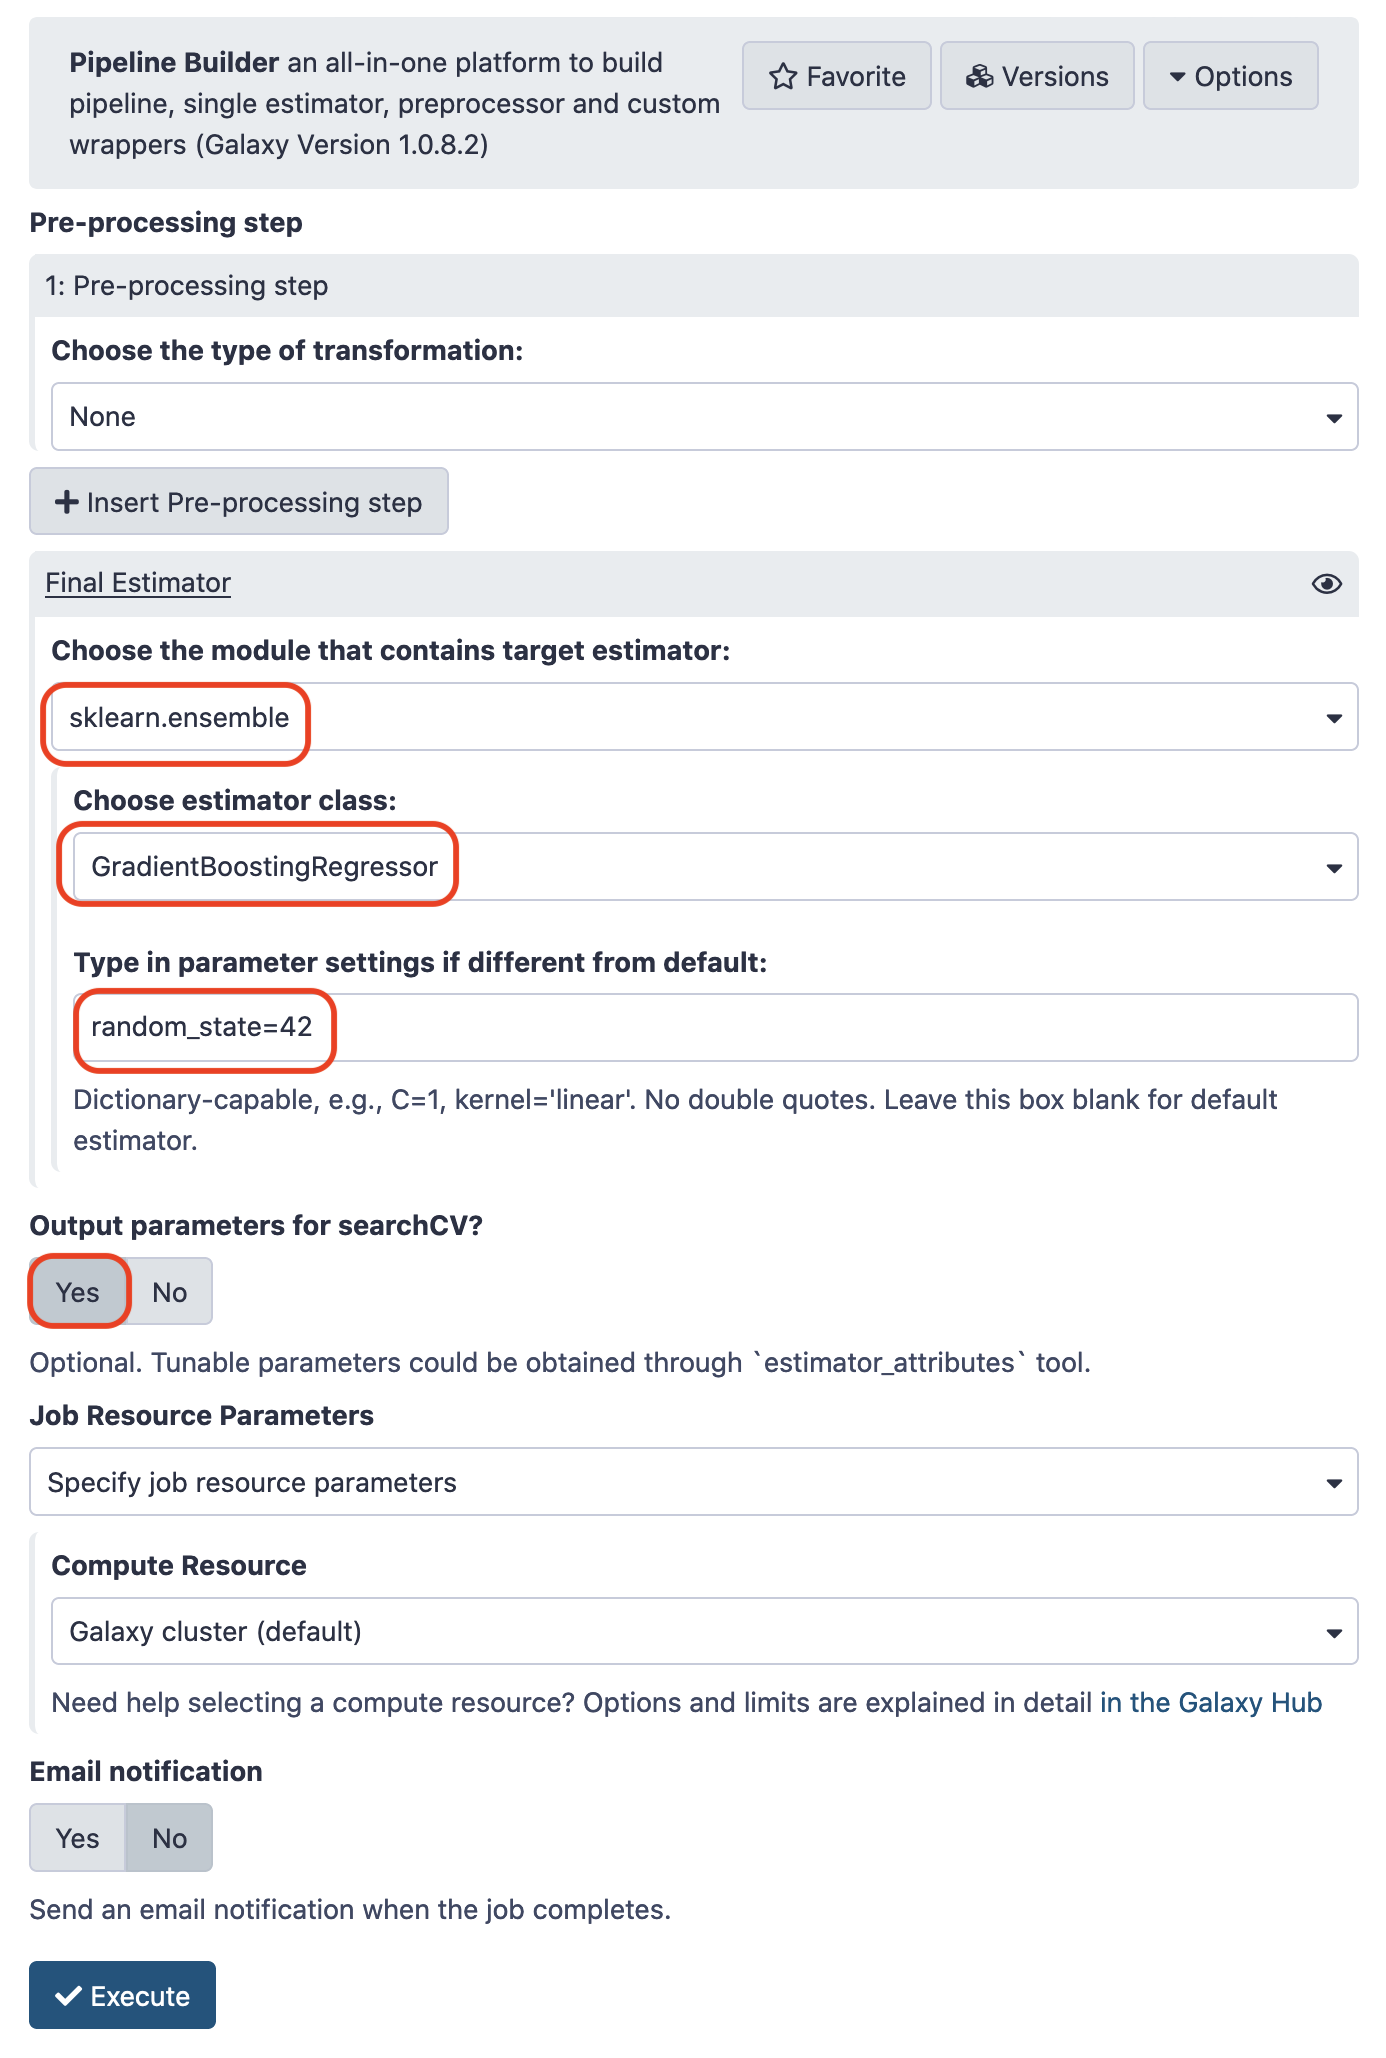 Pipeline Builder an all-in-one platform to build
pipeline, single estimator, preprocessor and custom
wrappers (Galaxy Version 1.0.8.2)
Favorite
Versions
Options
Pre-processing step
1: Pre-processing step
Choose the type of transformation:
None
Insert Pre-processing step
Final Estimator
Choose the module that contains target estimator:
sklearn.ensemble
Choose estimator class:
GradientBoostingRegressor
Type in parameter settings if different from default:
random_state=42
Dictionary-capable, e.g., C=1, kernel='linear'. No double quotes. Leave this box blank for default
estimator.
Output parameters for searchCV?
Yes No
Optional. Tunable parameters could be obtained through `estimator_attributes` tool.
Job Resource Parameters
Specify job resource parameters
Compute Resource
Galaxy cluster (default)
Need help selecting a compute resource? Options and limits are explained in detail in the Galaxy Hub
Email notification
Yes No
Send an email notification when the job completes.
Execute